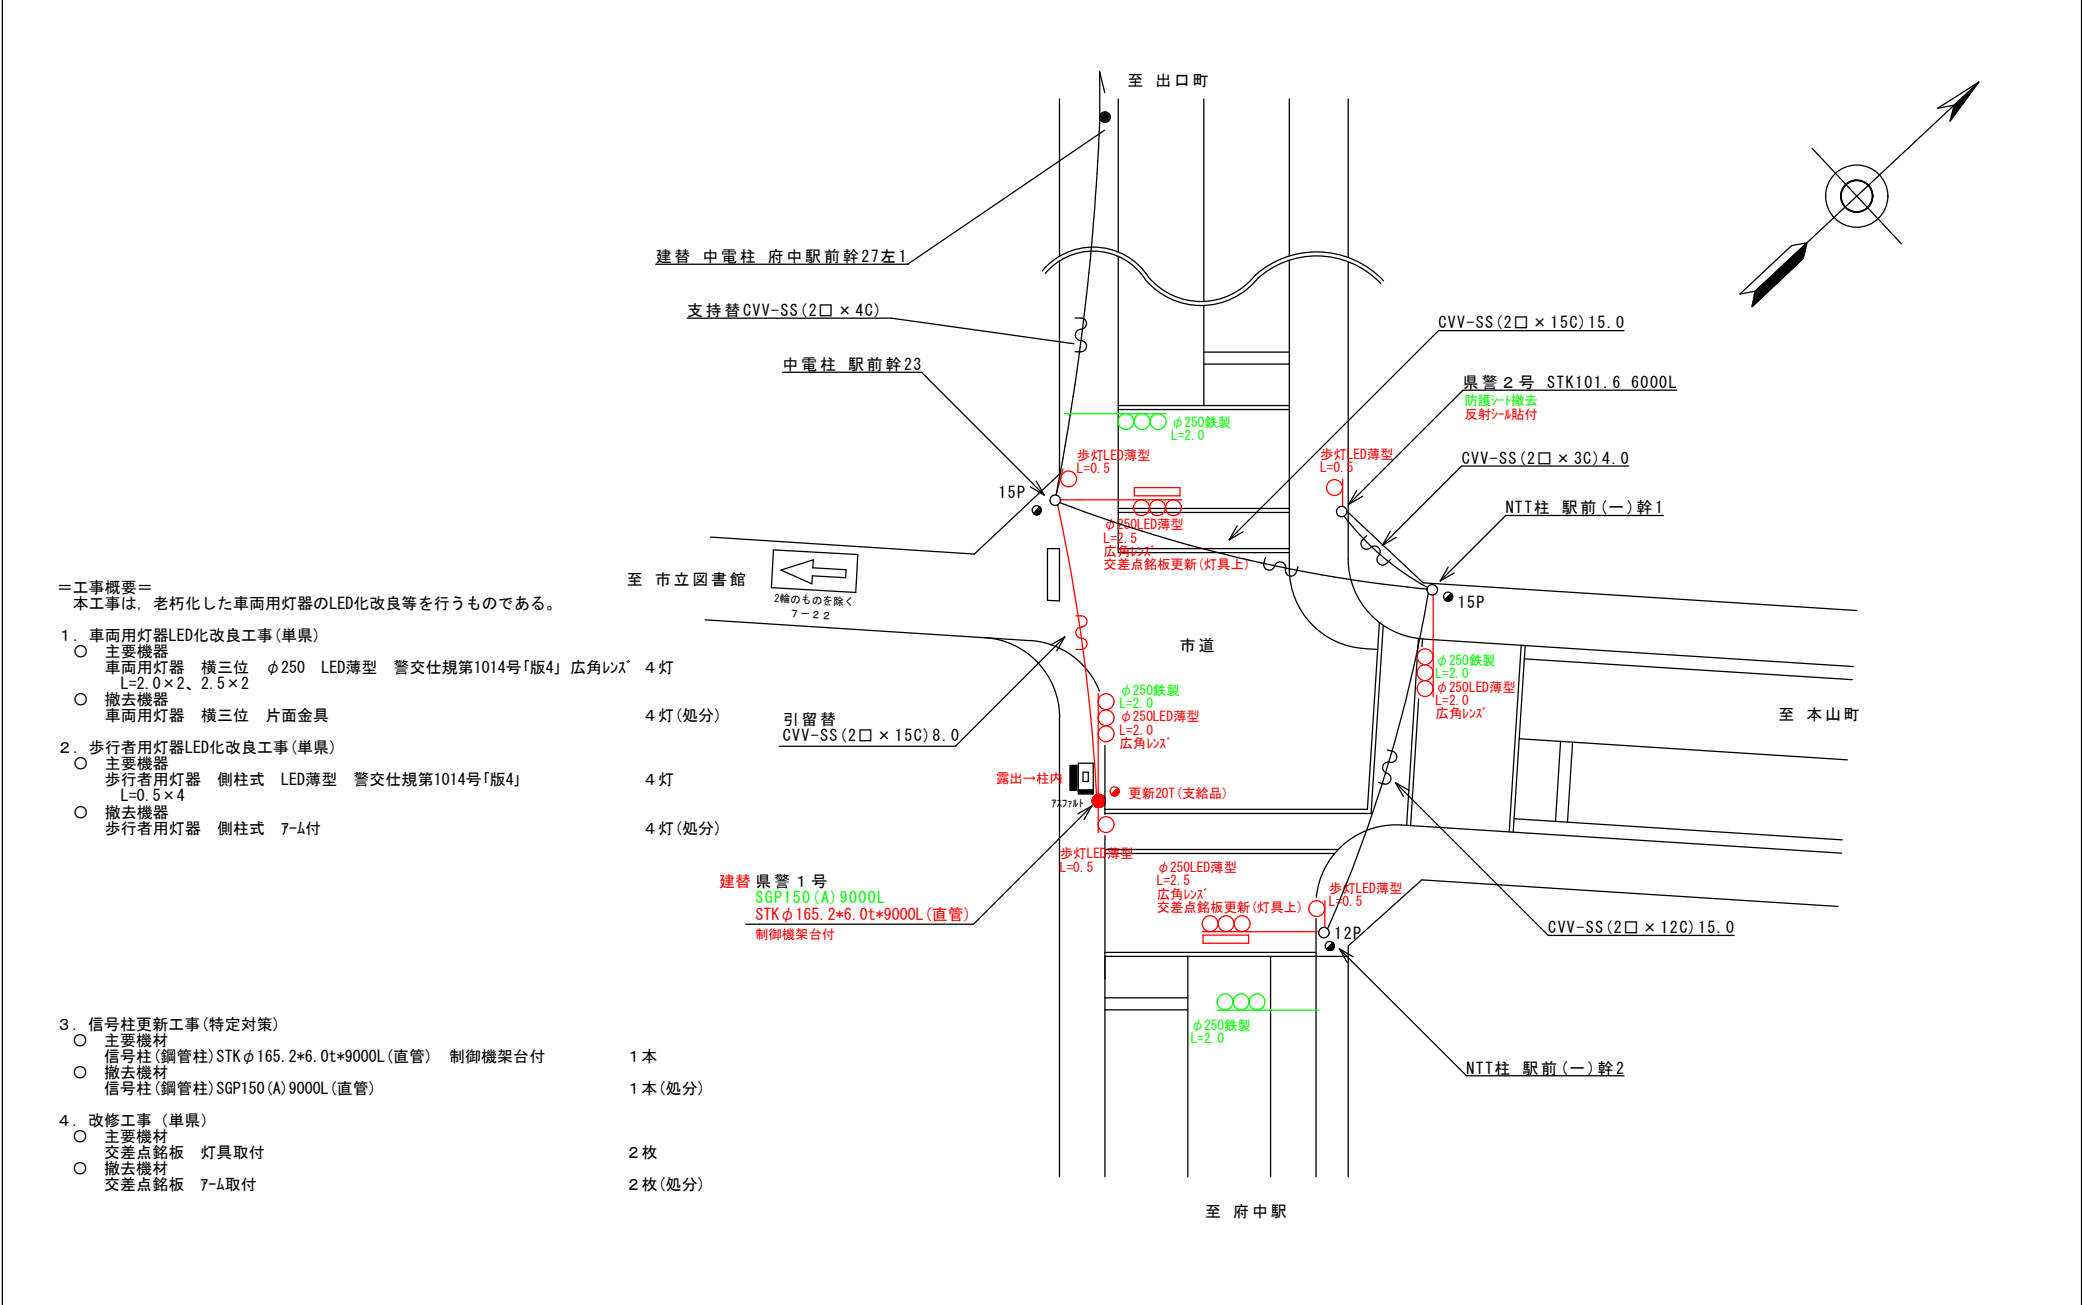 至 出口町
建替 中電柱 府中駅前幹27左1
支持替CVV-SS(2□×4C)
中電柱 駅前幹23
CVV-SS(2□×15C)15.0
県警2号 STK101.6 6000L
防護ｼｰﾄ撤去
反射ｼｰﾙ貼付
CVV-SS(2□×3C)4.0
NTT柱 駅前(一)幹1
φ250鉄製
L=2.0
歩灯LED薄型
L=0.5
歩灯LED薄型
L=0.5
15P
φ250LED薄型
L=2.5
広角ﾚﾝｽﾞ
交差点銘板更新(灯具上)
15P
至 市立図書館
2輪のものを除く
7-22
市道
=工事概要=
本工事は，老朽化した車両用灯器のLED化改良等を行うものである。
1．車両用灯器LED化改良工事(単県)
○ 主要機器
車両用灯器 横三位 φ250 LED薄型 警交仕規第1014号「版4」広角ﾚﾝｽﾞ 4灯
L=2.0×2、2.5×2
○ 撤去機器
車両用灯器 横三位 片面金具 4灯(処分)
2．歩行者用灯器LED化改良工事(単県)
○ 主要機器
歩行者用灯器 側柱式 LED薄型 警交仕規第1014号「版4」 4灯
L=0.5×4
○ 撤去機器
歩行者用灯器 側柱式 ｱｰﾑ付 4灯(処分)
φ250鉄製
L=2.0
φ250LED薄型
L=2.0
広角ﾚﾝｽﾞ
φ250鉄製
L=2.0
φ250LED薄型
L=2.0
広角ﾚﾝｽﾞ
至 本山町
引留替
CVV-SS(2□×15C)8.0
露出→柱内
ｱｽﾌｧﾙﾄ
更新20T(支給品)
歩灯LED薄型
L=0.5
建替 県警1号
SGP150(A)9000L
STKφ165.2*6.0t*9000L(直管)
制御機架台付
φ250LED薄型
L=2.5
広角ﾚﾝｽﾞ
交差点銘板更新(灯具上)
歩灯LED薄型
L=0.5
12P
CVV-SS(2□×12C)15.0
φ250鉄製
L=2.0
NTT柱 駅前(一)幹2
3．信号柱更新工事(特定対策)
○ 主要機材
信号柱(鋼管柱)STKφ165.2*6.0t*9000L(直管) 制御機架台付 1本
○ 撤去機材
信号柱(鋼管柱)SGP150(A)9000L(直管) 1本(処分)
4．改修工事(単県)
○ 主要機材
交差点銘板 灯具取付 2枚
○ 撤去機材
交差点銘板 ｱｰﾑ取付 2枚(処分)
至 府中駅